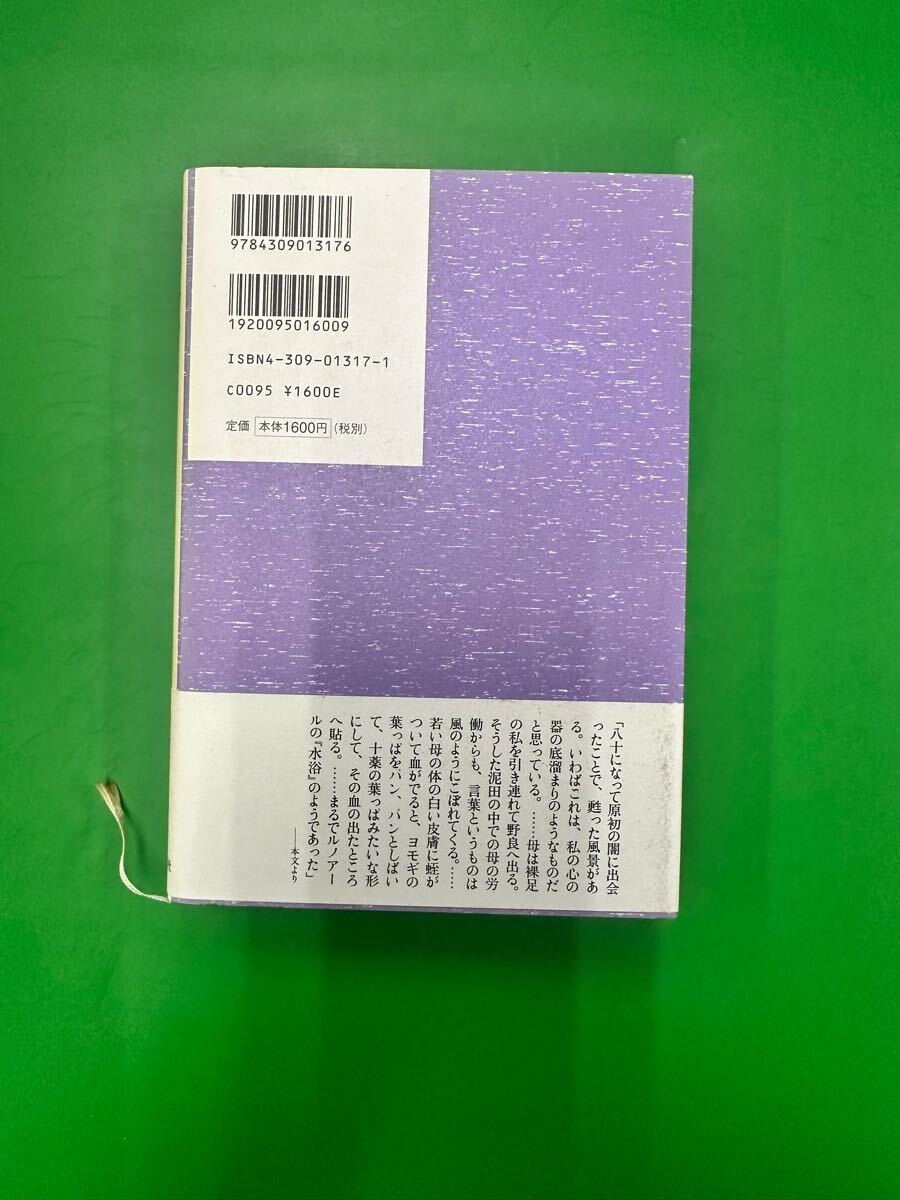 9784309013176
1920095016009
ISBN4-309-01317-1
C0095 ¥1600E
定価 本体1600円(税別)
「八十になって原初の闇に出会
ったことで、甦った風景があ
る。いわばこれは、私の心の
器の底溜まりのようなものだ
と思っている。……母は裸足
の私を引き連れて野良へ出る。
そうした泥田の中での母の労
働からも、言葉というものは
風のようにこぼれてくる。……
若い母の体の白い皮膚に蛭が
ついて血がでると、ヨモギの
葉っぱをパン、パンとしばい
て、十薬の葉っぱみたいな形
にして、その血の出たところ
へ貼る。……まるでルノアー
ルの『水浴』のようであった」
——本文より